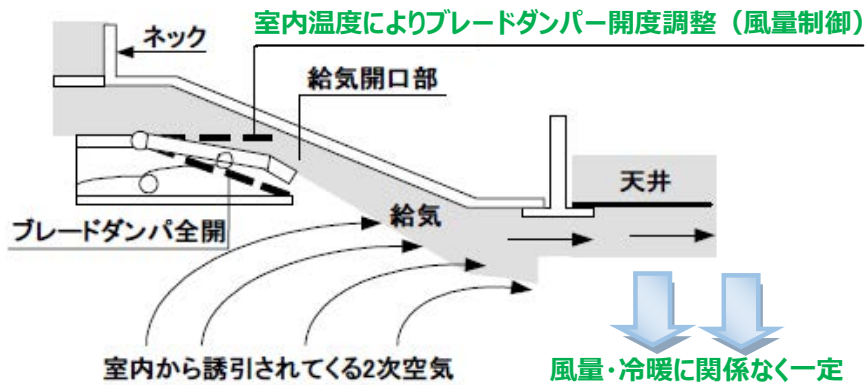 室内温度によりブレードダンパー開度調整（風量制御）
ネック
給気開口部
天井
給気
ブレードダンパ全開
室内から誘引されてくる2次空気
風量・冷暖に関係なく一定